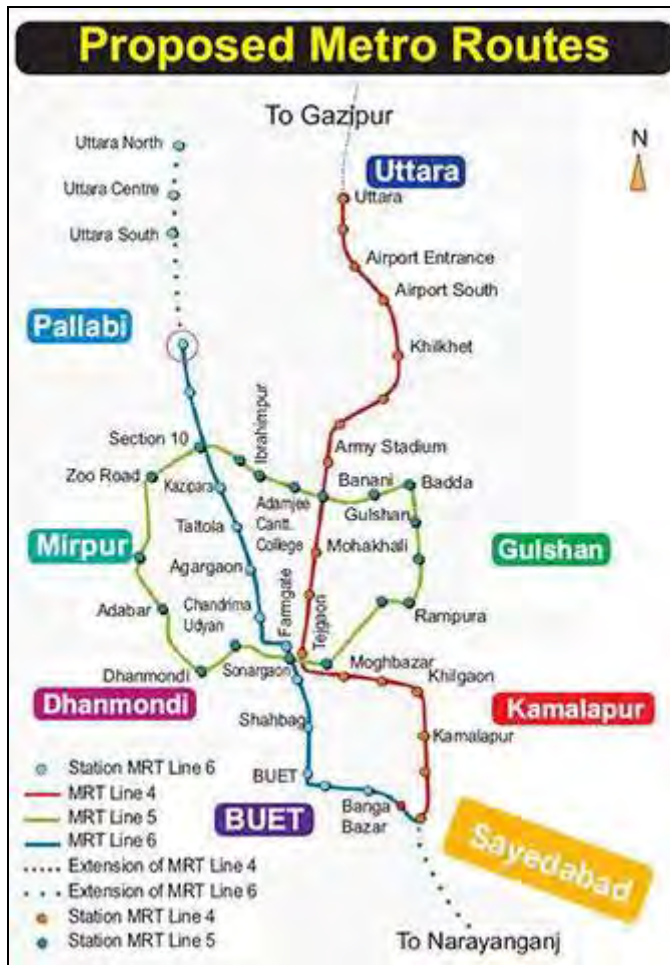 Proposed Metro Routes
To Gazipur
N
Uttara North
Uttara
Uttara Centre
Uttara
Uttara South
Airport Entrance
Airport South
Pallabi
Khilkhet
Section 10
Ibrahimpur
Army Stadium
Zoo Road
Kazipara
Adamjee
Cantt.
College
Banani
Badda
Gulshan
Taltola
Mirpur
Mohakhali
Gulshan
Agargaon
Farmgate
Tejgaon
Chandrima
Udyan
Adabar
Rampura
Dhanmondi
Sonargaon
Moghbazar
Khilgaon
Dhanmondi
Kamalapur
Shahbag
Kamalapur
Station MRT Line 6
BUET
MRT Line 4
Banga
Bazar
MRT Line 5
BUET
MRT Line 6
Sayedabad
Extension of MRT Line 4
Extension of MRT Line 6
Station MRT Line 4
Station MRT Line 5
To Narayanganj